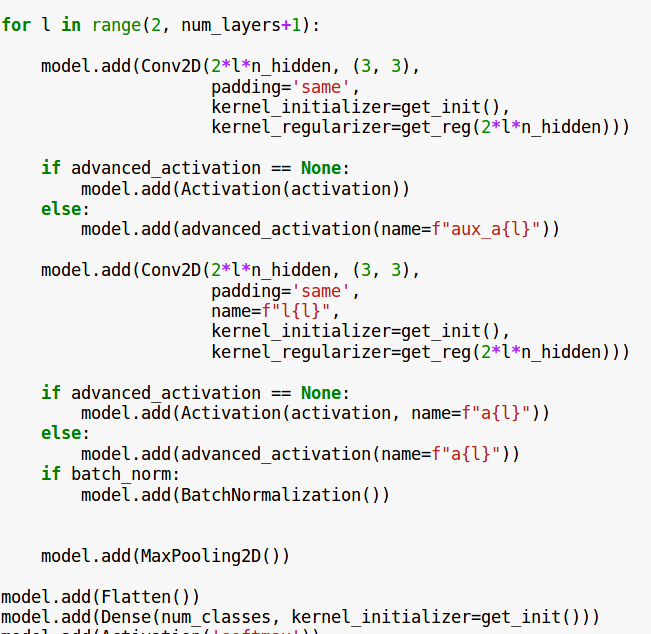 for l in range(2, num_layers+1):
model.add(Conv2D(2*l*n_hidden, (3, 3),
padding='same',
kernel_initializer=get_init(),
kernel_regularizer=get_reg(2*l*n_hidden)))
if advanced_activation == None:
model.add(Activation(activation))
else:
model.add(advanced_activation(name=f"aux_a{l}"))
model.add(Conv2D(2*l*n_hidden, (3, 3),
padding='same',
name=f"l{l}",
kernel_initializer=get_init(),
kernel_regularizer=get_reg(2*l*n_hidden)))
if advanced_activation == None:
model.add(Activation(activation, name=f"a{l}"))
else:
model.add(advanced_activation(name=f"a{l}"))
if batch_norm:
model.add(BatchNormalization())
model.add(MaxPooling2D())
model.add(Flatten())
model.add(Dense(num_classes, kernel_initializer=get_init()))
model.add(Activation('softmax'))